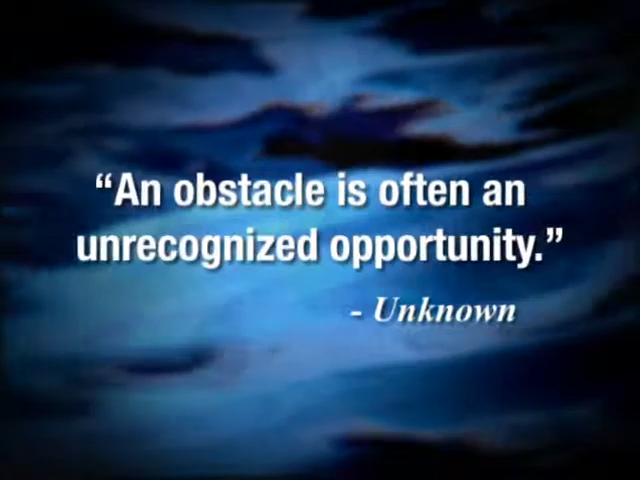 “An obstacle is often an
unrecognized opportunity.”
- Unknown